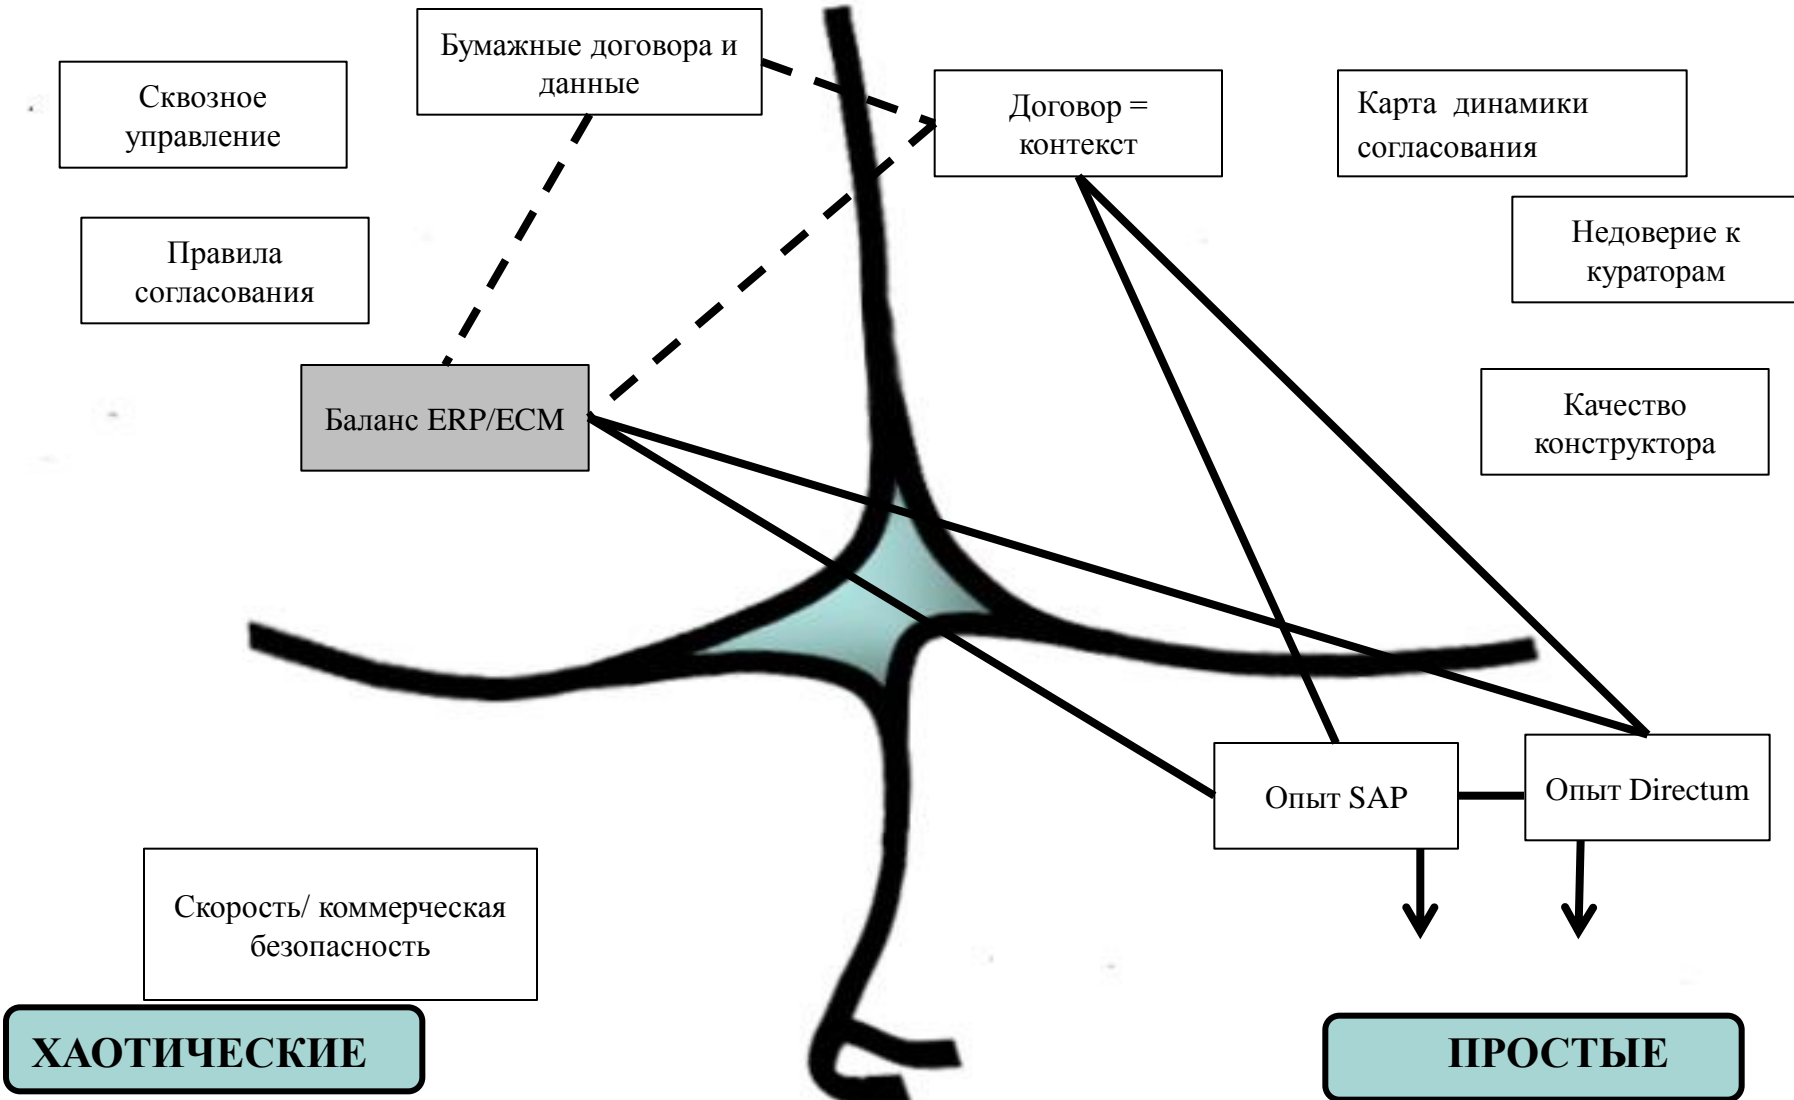 Бумажные договора и
данные
Сквозное
управление
Договор =
контекст
Карта динамики
согласования
Правила
согласования
Недоверие к
кураторам
Баланс ERP/ECM
Качество
конструктора
Опыт SAP
Опыт Directum
Скорость/ коммерческая
безопасность
ХАОТИЧЕСКИЕ
ПРОСТЫЕ